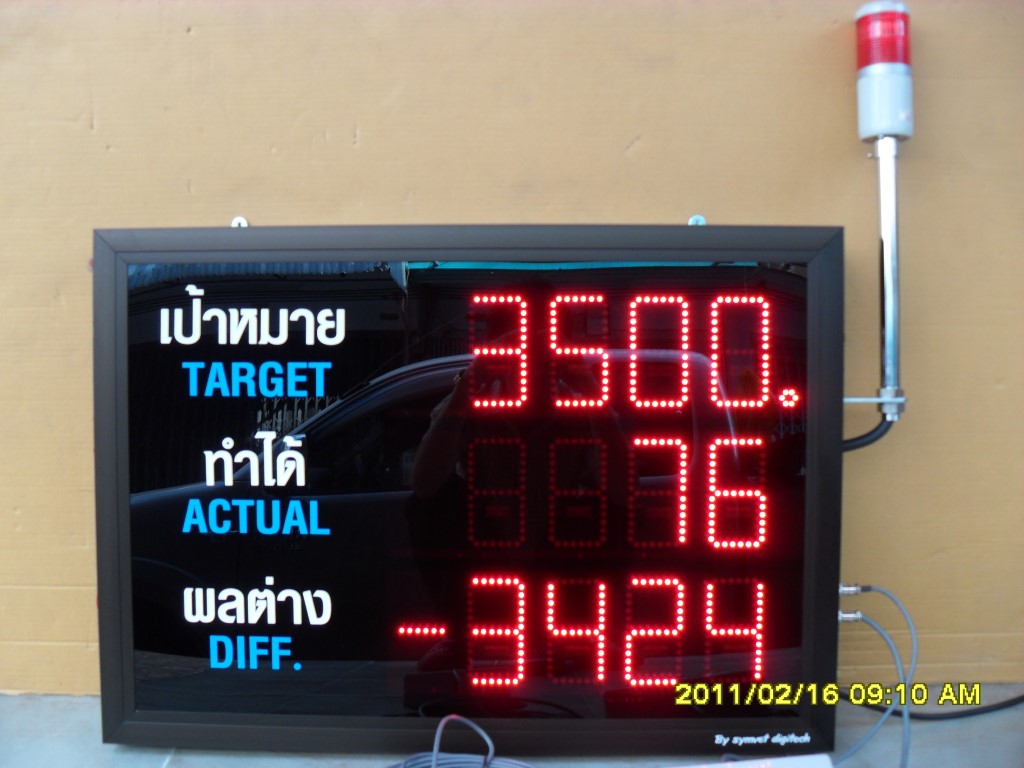 เป้าหมาย
TARGET
3500.
ทำได้
ACTUAL
76
ผลต่าง
DIFF.
-3424
2011/02/16 09:10 AM
By symvet digitech